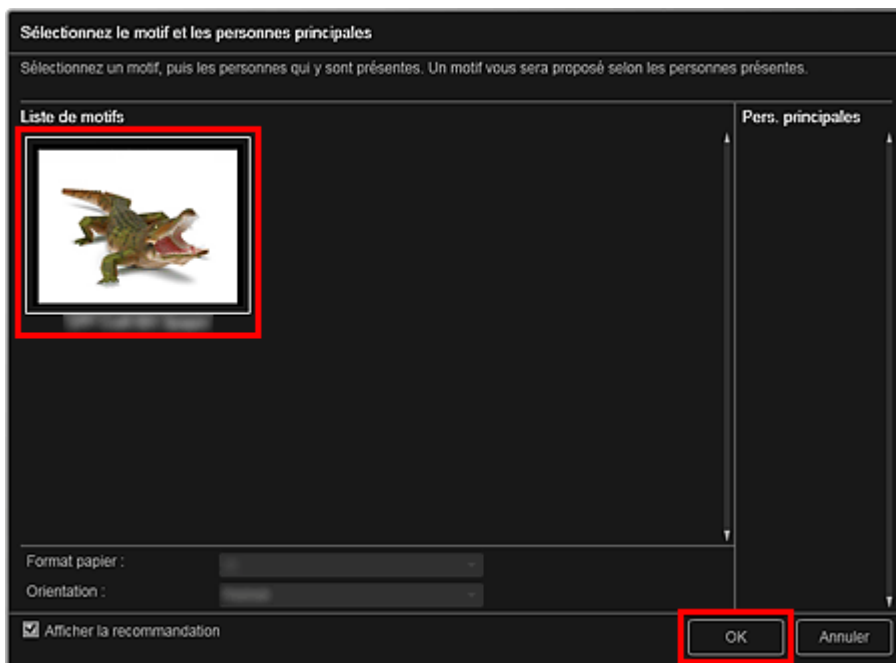 Sélectionnez le motif et les personnes principales
Sélectionnez un motif, puis les personnes qui y sont présentes. Un motif vous sera proposé selon les personnes présentes.
Liste de motifs
Pers. principales
Format papier :
Orientation :
Afficher la recommandation
OK
Annuler